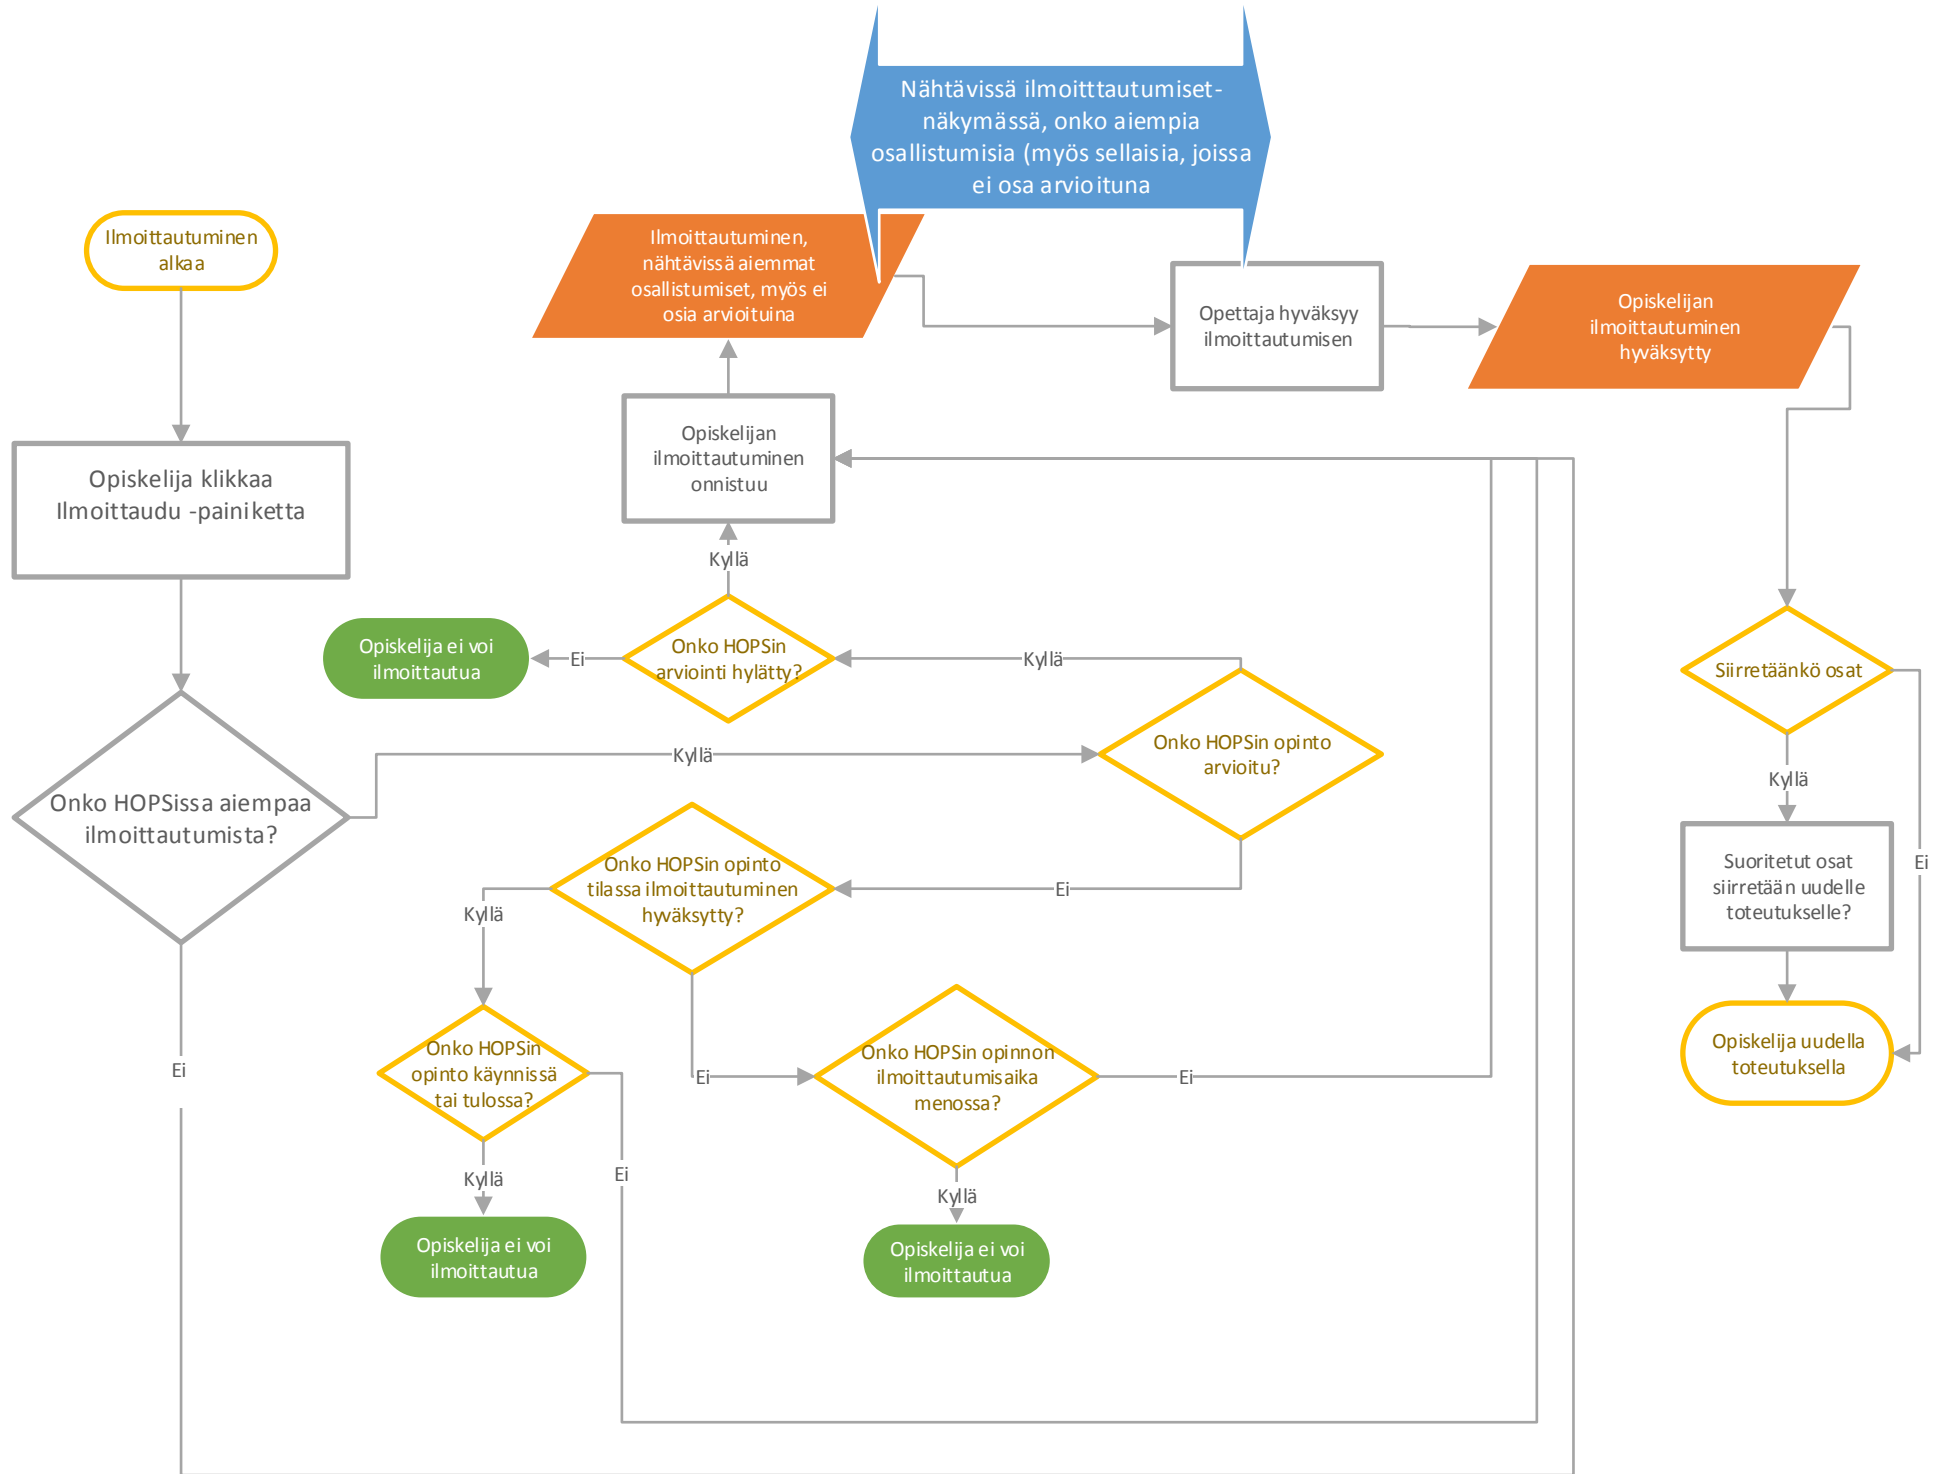 Nähtävissä ilmoitttautumiset-
näkymässä, onko aiempia
osallistumisia (myös sellaisia, joissa
ei osa arvioituna
Ilmoittautuminen
alkaa
Ilmoittautuminen,
nähtävissä aiemmat
osallistumiset, myös ei
osia arvioituina
Opettaja hyväksyy
ilmoittautumisen
Opiskelijan
ilmoittautuminen
hyväksytty
Opiskelija klikkaa
Ilmoittaudu -painiketta
Opiskelijan
ilmoittautuminen
onnistuu
Kyllä
Opiskelija ei voi
ilmoittautua
Ei
Onko HOPSin
arviointi hylätty?
Kyllä
Siirretäänkö osat
Onko HOPSissa aiempaa
ilmoittautumista?
Kyllä
Onko HOPSin opinto
arvioitu?
Kyllä
Onko HOPSin opinto
tilassa ilmoittautuminen
hyväksytty?
Ei
Kyllä
Suoritetut osat
siirretään uudelle
toteutukselle?
Ei
Onko HOPSin
opinto käynnissä
tai tulossa?
Ei
Onko HOPSin opinnon
ilmoittautumisaika
menossa?
Ei
Opiskelija uudella
toteutuksella
Ei
Kyllä
Ei
Kyllä
Opiskelija ei voi
ilmoittautua
Opiskelija ei voi
ilmoittautua